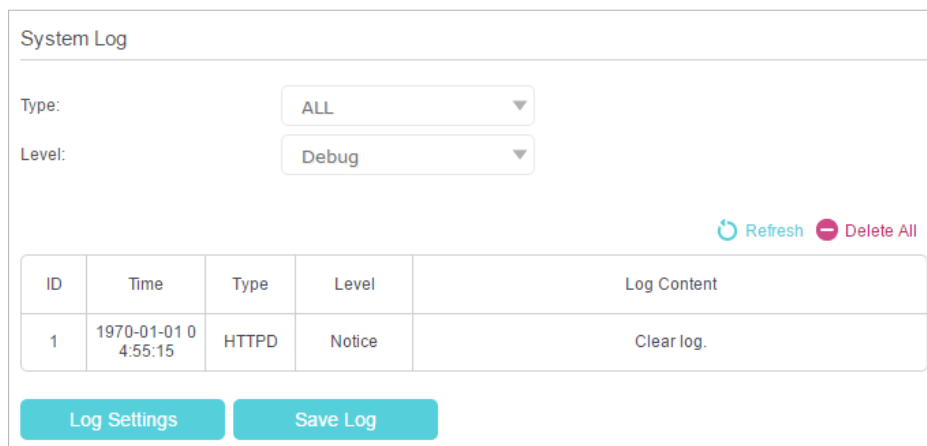 System Log
Type:
ALL
Level:
Debug
Refresh Delete All
ID Time Type Level Log Content
1 1970-01-01 0 HTTPD Notice Clear log.
4:55:15
Log Settings Save Log